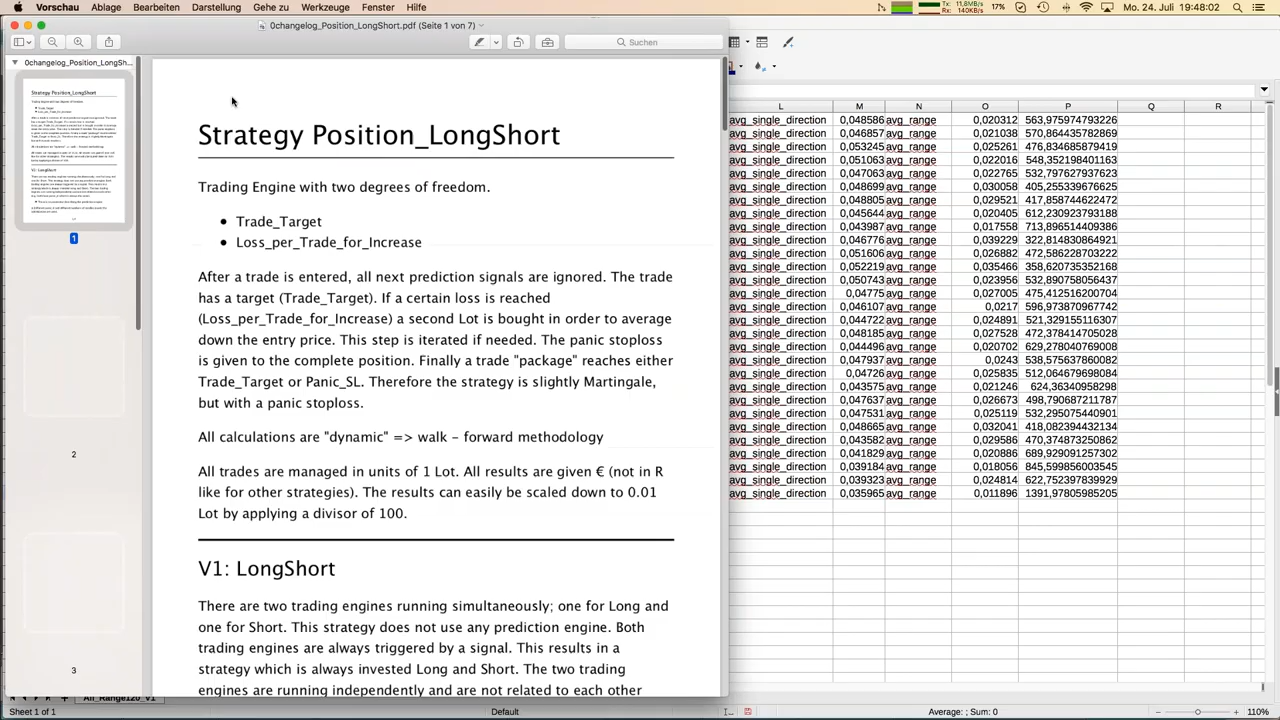 Vorschau Ablage Bearbeiten Darstellung Gehe zu Werkzeuge Fenster Hilfe
Tx: 11,8MB/s
Rx: 140KB/s
17% Mo. 24. Juli 19:48:02
0changelog_Position_LongShort.pdf (Seite 1 von 7)
Suchen
0changelog_Position_LongSh...
1
2
3
Strategy Position_LongShort
Trading Engine with two degrees of freedom.
• Trade_Target
• Loss_per_Trade_for_Increase
After a trade is entered, all next prediction signals are ignored. The trade
has a target (Trade_Target). If a certain loss is reached
(Loss_per_Trade_for_Increase) a second Lot is bought in order to average
down the entry price. This step is iterated if needed. The panic stoploss
is given to the complete position. Finally a trade "package" reaches either
Trade_Target or Panic_SL. Therefore the strategy is slightly Martingale,
but with a panic stoploss.
All calculations are "dynamic" => walk - forward methodology
All trades are managed in units of 1 Lot. All results are given € (not in R
like for other strategies). The results can easily be scaled down to 0.01
Lot by applying a divisor of 100.
V1: LongShort
There are two trading engines running simultaneously; one for Long and
one for Short. This strategy does not use any prediction engine. Both
trading engines are always triggered by a signal. This results in a
strategy which is always invested Long and Short. The two trading
engines are running independently and are not related to each other
L M N O P Q R
avg_single_direction 0,048586 avg_range 0,020312 563,975974793226
avg_single_direction 0,046857 avg_range 0,021038 570,864435783869
avg_single_direction 0,053245 avg_range 0,025261 476,834685879419
avg_single_direction 0,051063 avg_range 0,022016 548,352198401161
avg_single_direction 0,047063 avg_range 0,022765 532,797627363123
avg_single_direction 0,048699 avg_range 0,030058 405,255339676625
avg_single_direction 0,048805 avg_range 0,029521 417,858744622472
avg_single_direction 0,045644 avg_range 0,020405 612,230923793188
avg_single_direction 0,043987 avg_range 0,017558 713,896514409386
avg_single_direction 0,046776 avg_range 0,039229 322,814830864921
avg_single_direction 0,051606 avg_range 0,026882 472,586228703222
avg_single_direction 0,052219 avg_range 0,035466 358,620735352168
avg_single_direction 0,050743 avg_range 0,023956 532,890758056437
avg_single_direction 0,04775 avg_range 0,027005 475,412561200704
avg_single_direction 0,046107 avg_range 0,0217 596,973270967742
avg_single_direction 0,044722 avg_range 0,024891 521,329155116307
avg_single_direction 0,048185 avg_range 0,027528 472,378414705028
avg_single_direction 0,044496 avg_range 0,020702 629,278040769008
avg_single_direction 0,047937 avg_range 0,0243 538,575637860082
avg_single_direction 0,04726 avg_range 0,025835 512,064679698084
avg_single_direction 0,043575 avg_range 0,021246 624,36340958298
avg_single_direction 0,047637 avg_range 0,026673 498,790687211787
avg_single_direction 0,047531 avg_range 0,025119 532,295075440901
avg_single_direction 0,048665 avg_range 0,032041 418,082394432134
avg_single_direction 0,043582 avg_range 0,029586 470,374873250862
avg_single_direction 0,041829 avg_range 0,020886 689,929091256373
avg_single_direction 0,039184 avg_range 0,018056 845,599856003545
avg_single_direction 0,039323 avg_range 0,024814 622,752397839929
avg_single_direction 0,035965 avg_range 0,011896 1391,97805985205
Sheet 1 of 1 Default Average: ; Sum: 0 110%